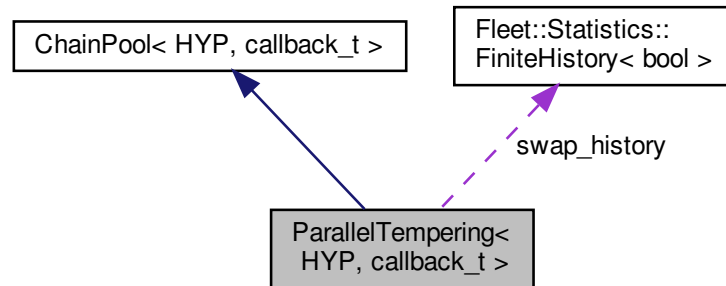 ChainPool< HYP, callback_t >
Fleet::Statistics::
FiniteHistory< bool >
swap_history
ParallelTempering<
HYP, callback_t >